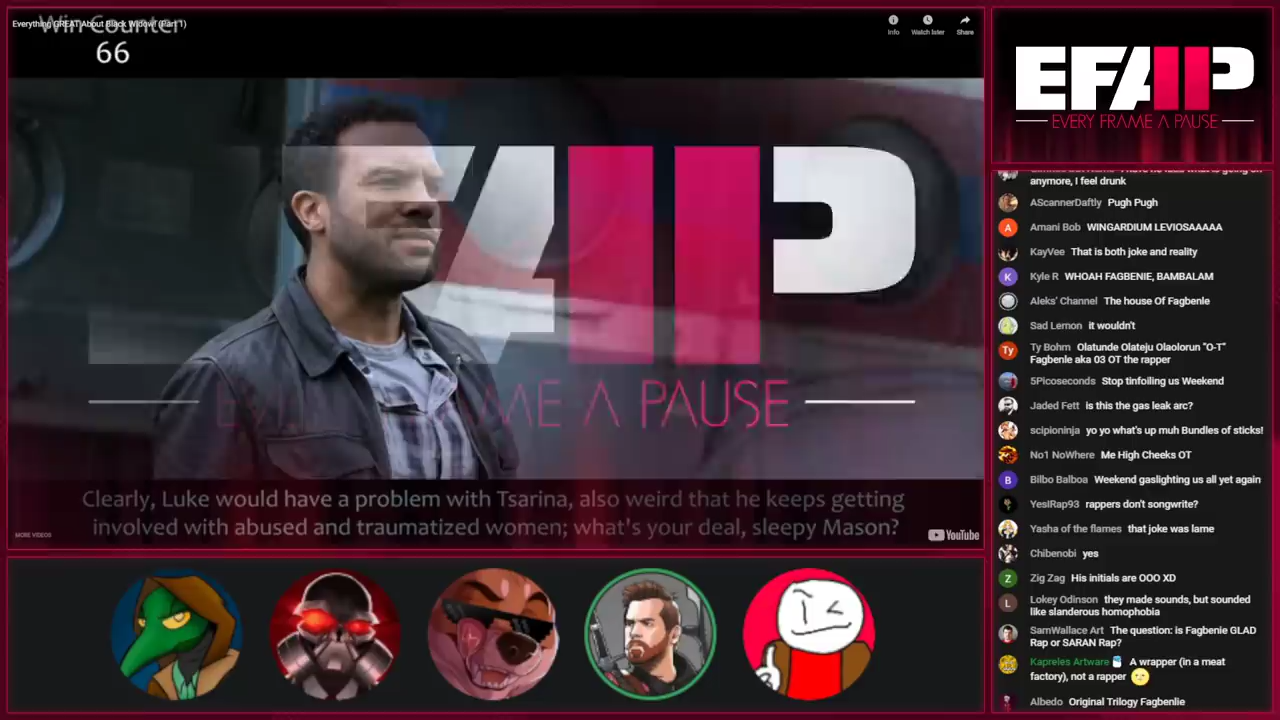 Everything GREAT About Black Widow! (Part 1)
Win Counter
66
Info
Watch later
Share
EFAP
EVERY FRAME A PAUSE
AP
ME A PAUSE
Clearly, Luke would have a problem with Tsarina, also weird that he keeps getting
involved with abused and traumatized women; what's your deal, sleepy Mason?
MORE VIDEOS
YouTube
anymore, I feel drunk
AScannerDaftly Pugh Pugh
Amani Bob WINGARDIUM LEVIOSAAAAA
KayVee That is both joke and reality
Kyle R WHOAH FAGBENIE, BAMBALAM
Aleks' Channel The house Of Fagbenle
Sad Lemon it wouldn't
Ty Bohm Olatunde Olateju Olaolorun "O-T"
Fagbenle aka 03 OT the rapper
5Picoseconds Stop tinfoiling us Weekend
Jaded Fett is this the gas leak arc?
scipioninja yo yo what's up muh Bundles of sticks!
No1 NoWhere Me High Cheeks OT
Bilbo Balboa Weekend gaslighting us all yet again
YesIRap93 rappers don't songwrite?
Yasha of the flames that joke was lame
Chibenobi yes
Zig Zag His initials are OOO XD
Lokey Odinson they made sounds, but sounded
like slanderous homophobia
SamWallace Art The question: is Fagbenie GLAD
Rap or SARAN Rap?
Kapreles Artware A wrapper (in a meat
factory), not a rapper
Albedo Original Trilogy Fagbenlie